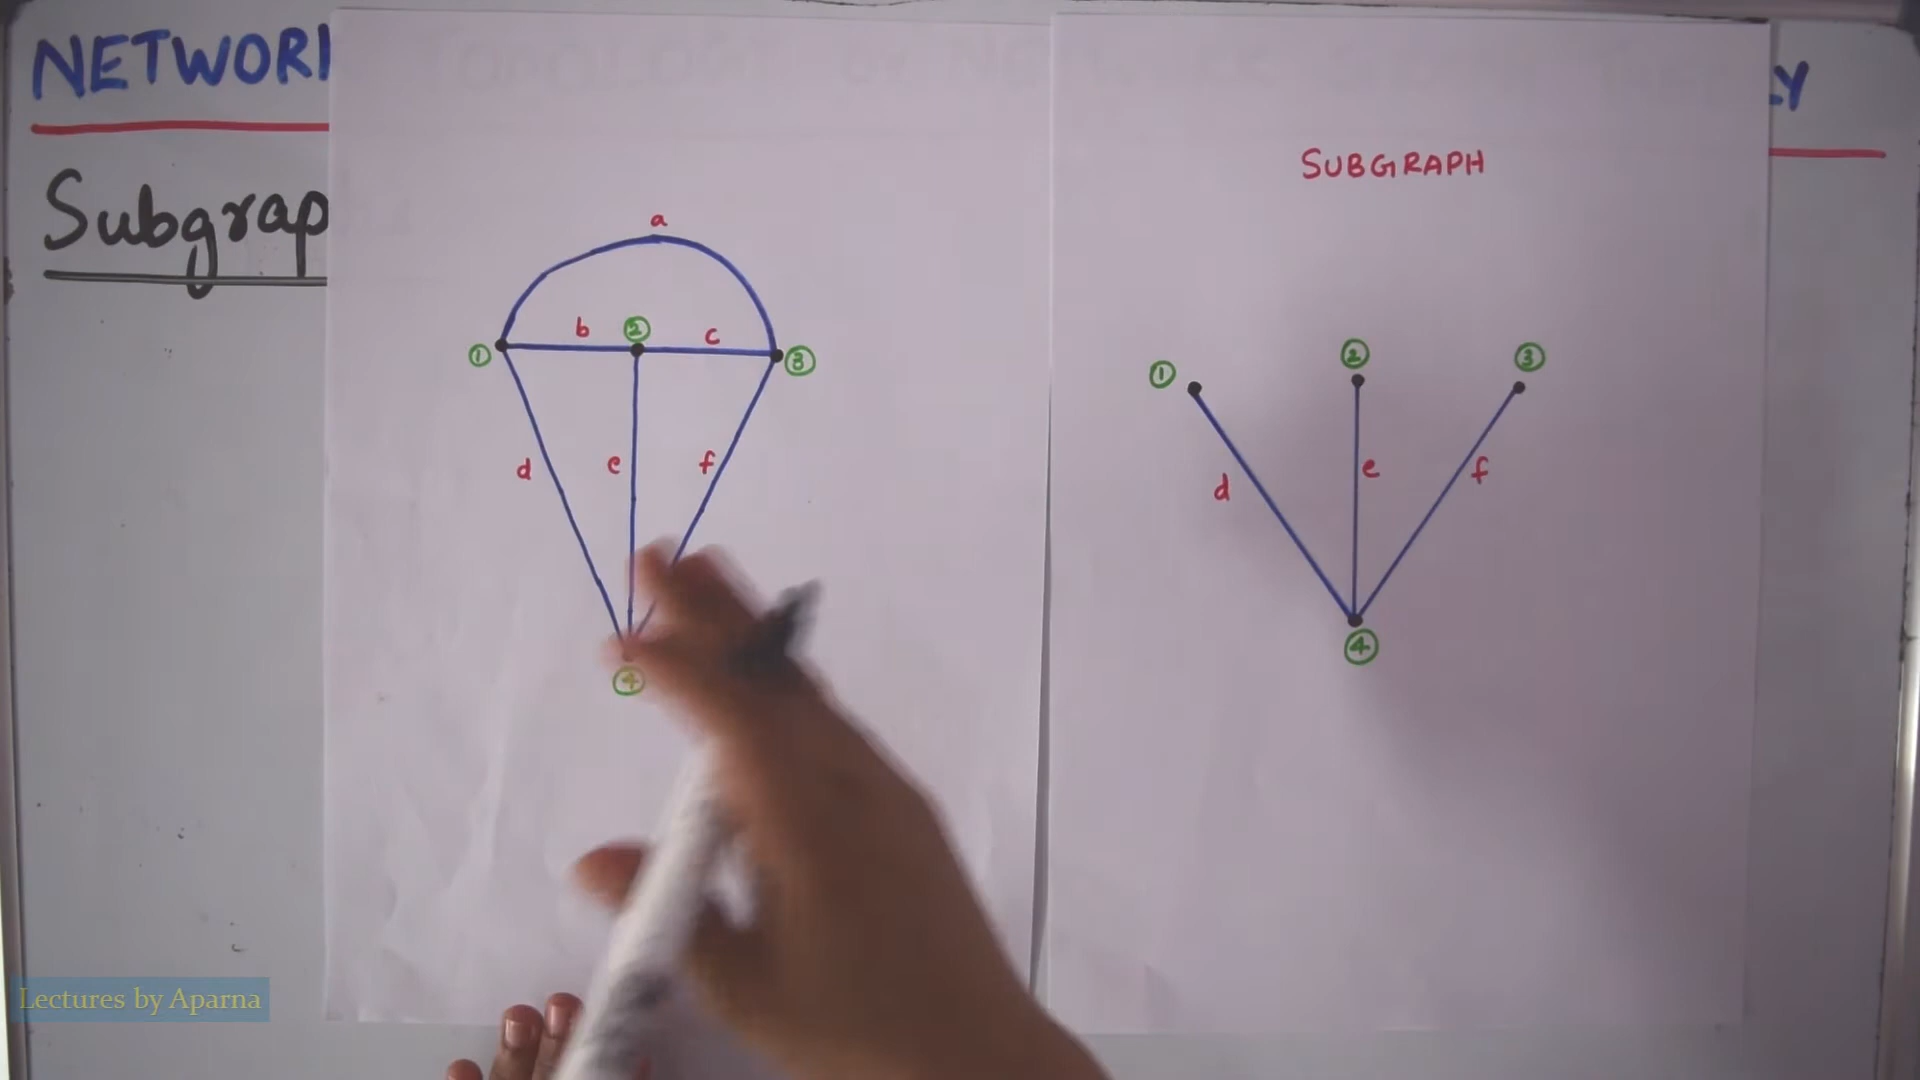 NETWORK
Y
Subgrap
a
b ② c
① ③
d e f
④
SUBGRAPH
① ② ③
d e f
④
Lectures by Aparna